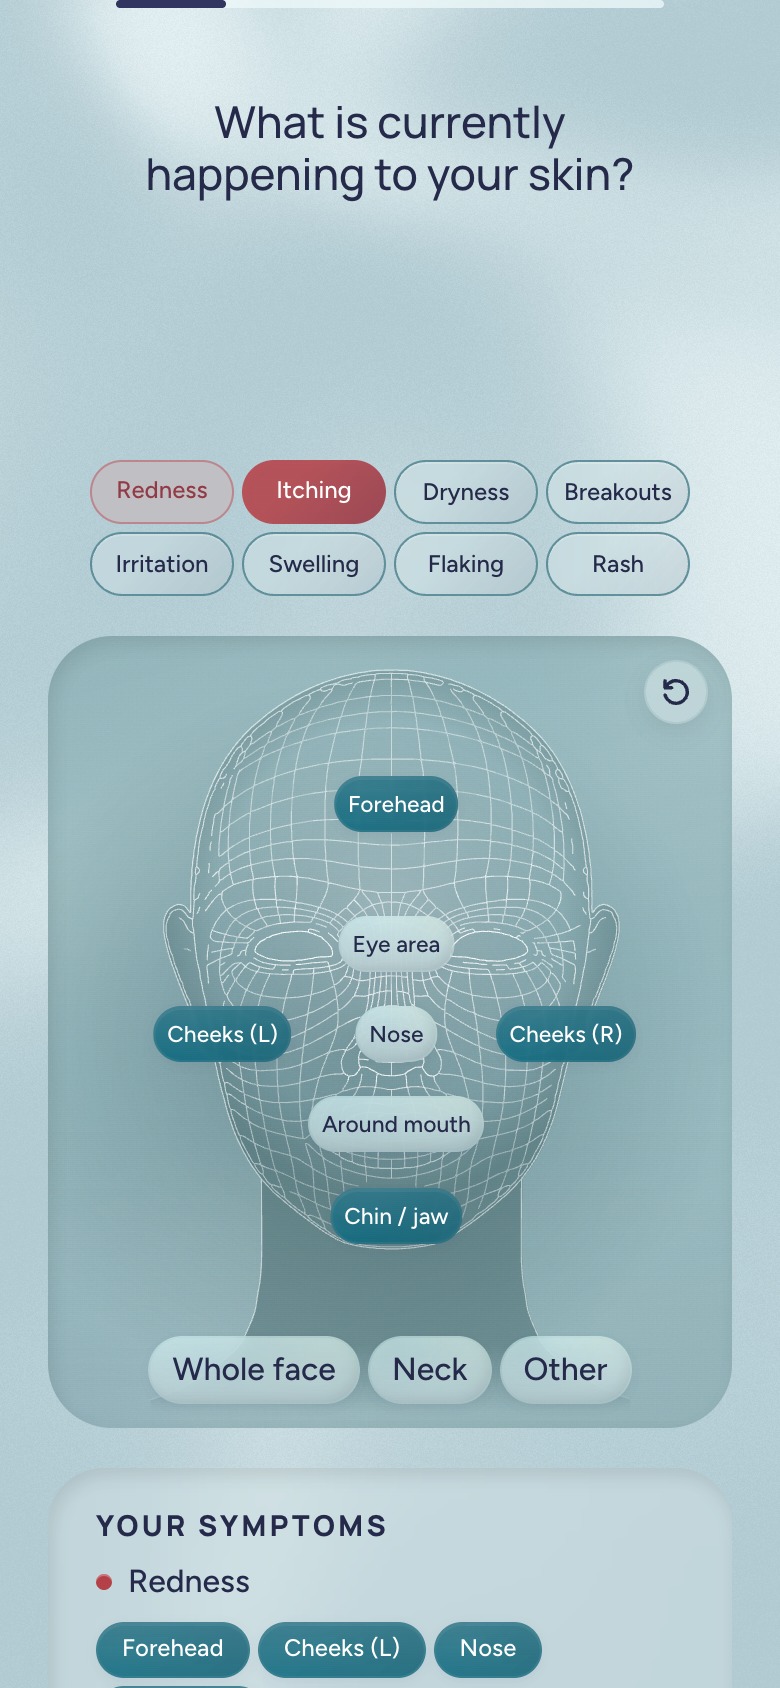 What is currently
happening to your skin?
Redness Itching Dryness Breakouts
Irritation Swelling Flaking Rash
Forehead
Eye area
Cheeks (L) Nose Cheeks (R)
Around mouth
Chin / jaw
Whole face Neck Other
YOUR SYMPTOMS
Redness
Forehead Cheeks (L) Nose